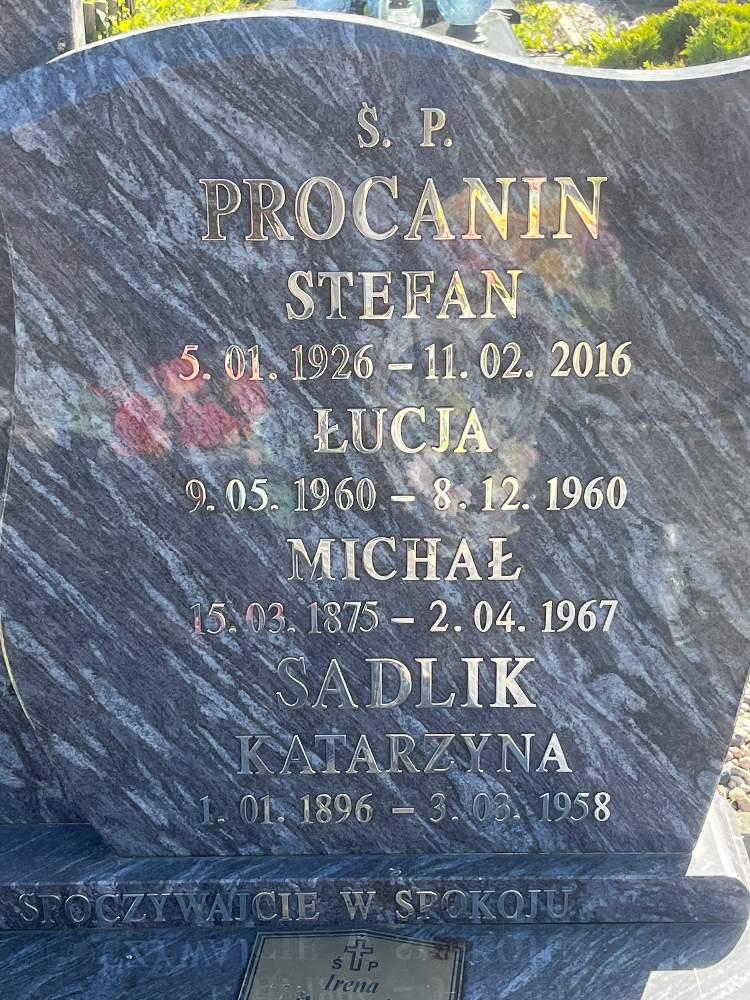 Ś. P.
PROCANIN
STEFAN
5. 01. 1926 – 11. 02. 2016
ŁUCJA
9. 05. 1960 – 8. 12. 1960
MICHAŁ
15. 03. 1875 – 2. 04. 1967
SADLIK
KATARZYNA
1. 01. 1896 – 3. 03. 1958
SPOCZYWAJCIE W SPOKOJU
Ś P
Irena